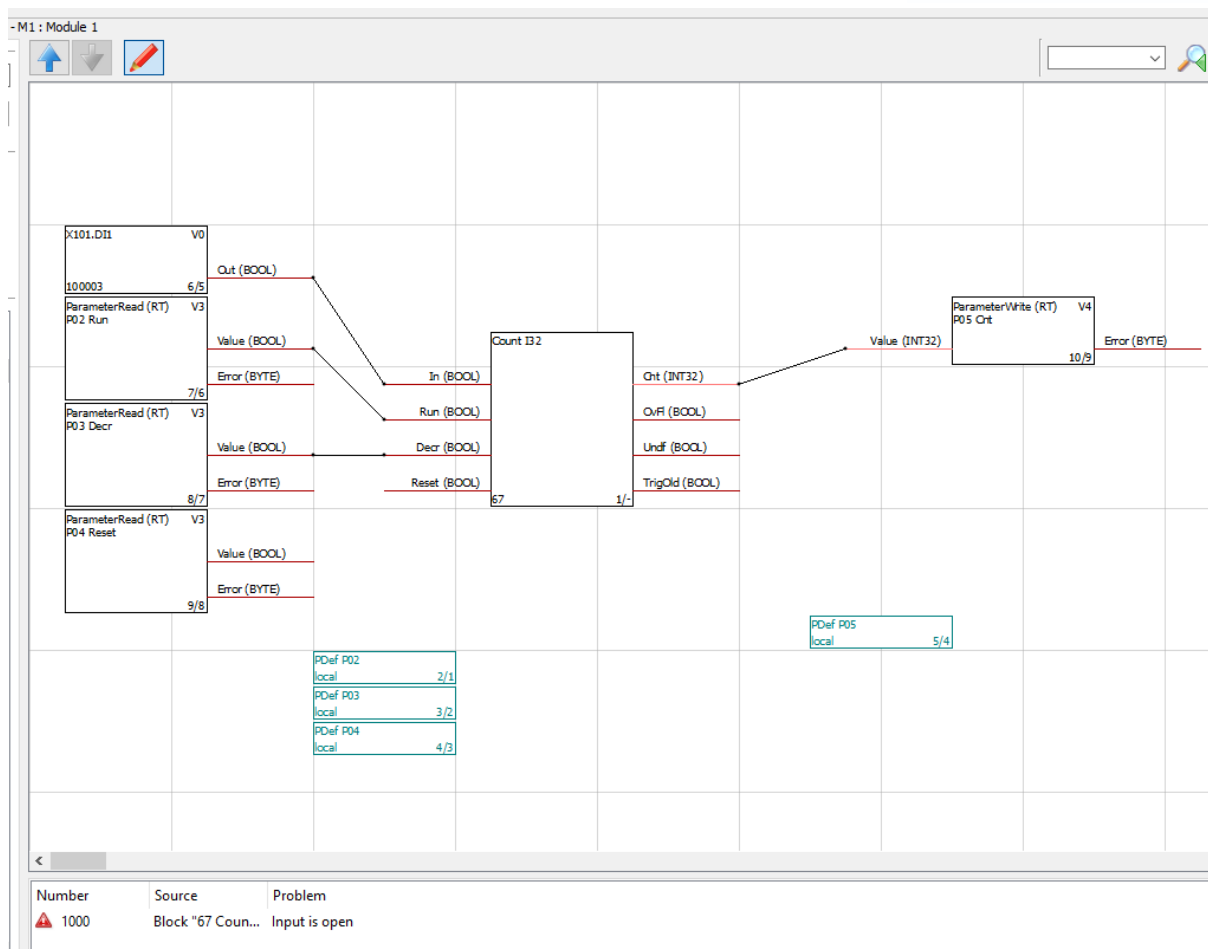 - M1 : Module 1
X101.DI1 V0
Out (BOOL)
100003 6/5
ParameterRead (RT) V3
P02 Run
Value (BOOL)
Error (BYTE)
7/6
ParameterRead (RT) V3
P03 Decr
Value (BOOL)
Error (BYTE)
8/7
ParameterRead (RT) V3
P04 Reset
Value (BOOL)
Error (BYTE)
9/8
Count I32
In (BOOL)
Run (BOOL)
Decr (BOOL)
Reset (BOOL)
67 1/-
Cnt (INT32)
OvFl (BOOL)
Undf (BOOL)
TrigOld (BOOL)
Value (INT32)
ParameterWrite (RT) V4
P05 Cnt
10/9
Error (BYTE)
PDef P05
local 5/4
PDef P02
local 2/1
PDef P03
local 3/2
PDef P04
local 4/3
Number Source Problem
1000 Block "67 Coun... Input is open